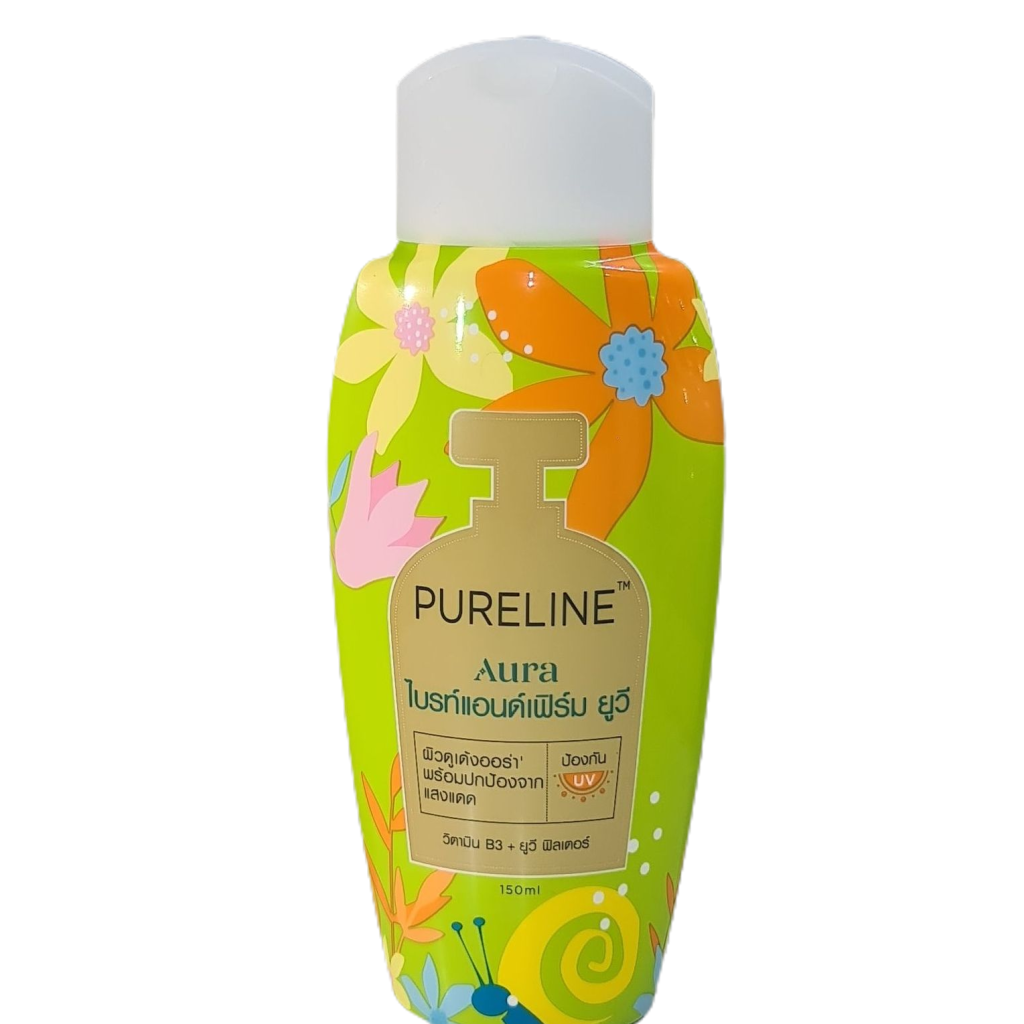 PURELINE™
Aura
ไบรท์แอนด์เฟิร์ม ยูวี
ผิวดูเด้งออร่า'
พร้อมปกป้องจาก
แสงแดด
ป้องกัน
UV
วิตามิน B3 + ยูวี ฟิลเตอร์
150ml